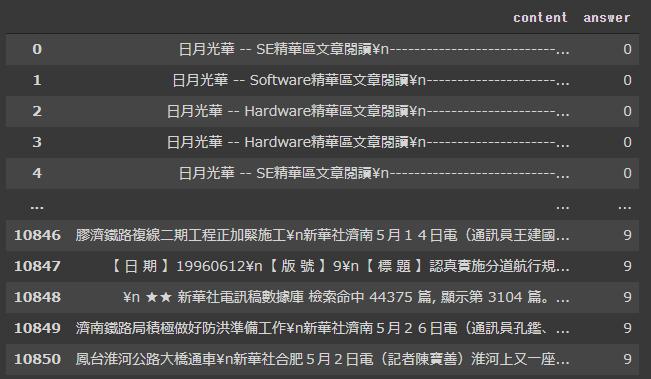 content answer
0 日月光華 -- SE精華區文章閱讀¥n---------------------------... 0
1 日月光華 -- Software精華區文章閱讀¥n---------------------... 0
2 日月光華 -- Hardware精華區文章閱讀¥n---------------------... 0
3 日月光華 -- Hardware精華區文章閱讀¥n---------------------... 0
4 日月光華 -- SE精華區文章閱讀¥n---------------------------... 0
... ... ...
10846 膠濟鐵路複線二期工程正加緊施工¥n新華社濟南５月１４日電（通訊員王建國... 9
10847 【 日 期 】19960612¥n【 版 號 】9¥n【 標 題 】認真實施分道航行規... 9
10848 ¥n ★★ 新華社電訊稿數據庫 檢索命中 44375 篇, 顯示第 3104 篇。... 9
10849 濟南鐵路局積極做好防洪準備工作¥n新華社濟南５月２６日電（通訊員孔鑑、... 9
10850 鳳台淮河公路大橋通車¥n新華社合肥５月２日電（記者陳寶善）淮河上又一座... 9